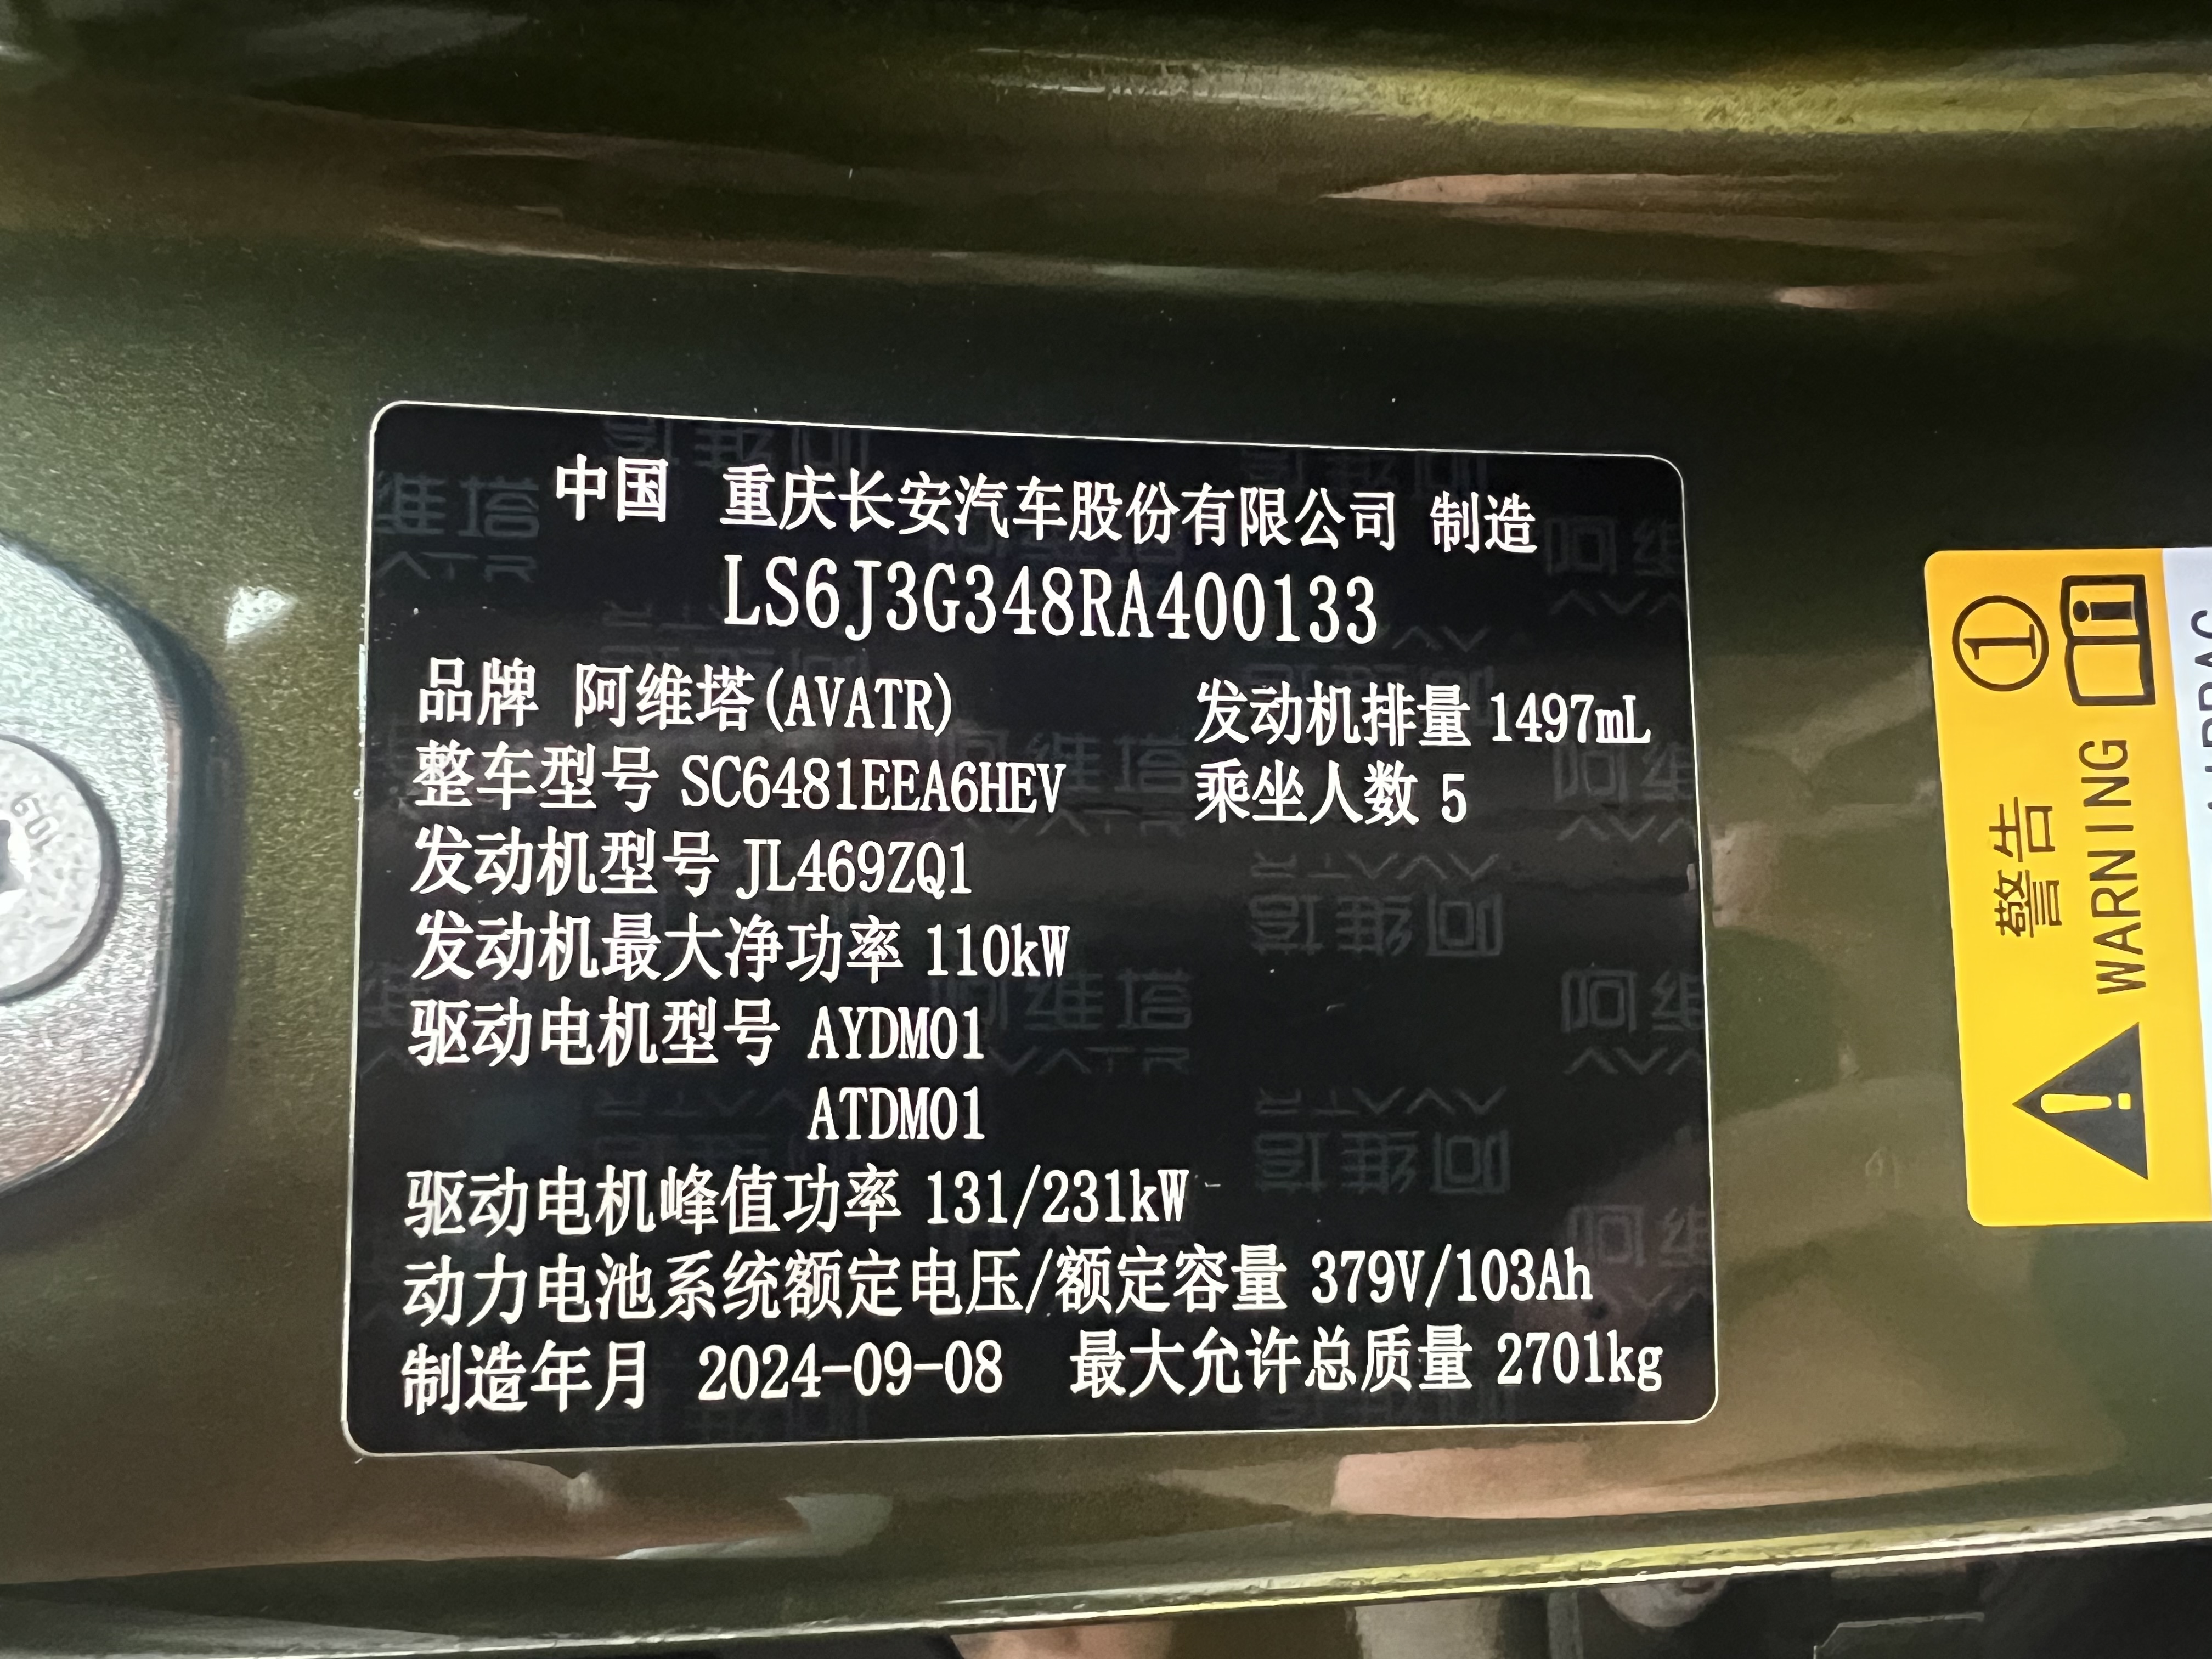 中国 重庆长安汽车股份有限公司 制造
LS6J3G348RA400133
品牌 阿维塔(AVATR) 发动机排量 1497mL
整车型号 SC6481EEA6HEV 乘坐人数 5
发动机型号 JL469ZQ1
发动机最大净功率 110kW
驱动电机型号 AYDM01
ATDM01
驱动电机峰值功率 131/231kW
动力电池系统额定电压/额定容量 379V/103Ah
制造年月 2024-09-08 最大允许总质量 2701kg
①
警告
WARNING